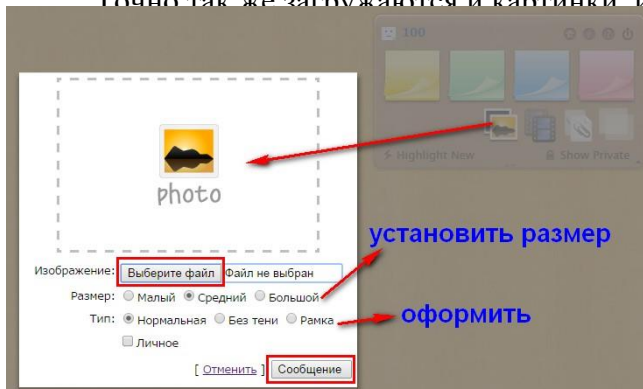 Точно так же загружаются и картинки, и
100
Highlight New
Show Private
photo
установить размер
Изображение: Выберите файл Файл не выбран
Размер: Малый Средний Большой
оформить
Тип: Нормальная Без тени Рамка
Личное
[ Отменить ] Сообщение